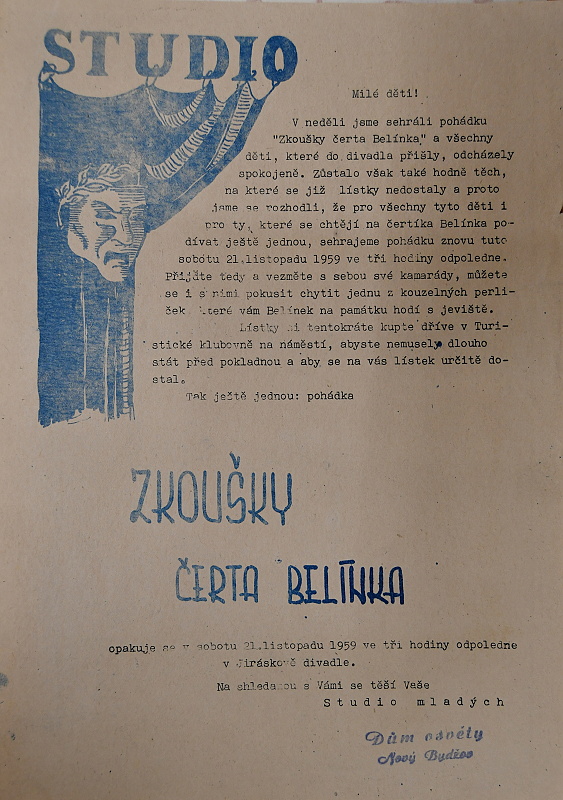 STUDIO
Milé děti!
V neděli jsme sehráli pohádku
"Zkoušky čerta Belínka" a všechny
děti, které do divadla přišly, odcházely
spokojeně. Zůstalo však také hodně těch,
na které se již lístky nedostaly a proto
jsme se rozhodli, že pro všechny tyto děti i
pro ty, které se chtějí na čertíka Belínka po-
dívat ještě jednou, sehrajeme pohádku znovu tuto
sobotu 21.listopadu 1959 ve tři hodiny odpoledne.
Přijďte tedy a vezměte s sebou své kamarády, můžete
se i s nimi pokusit chytit jednu z kouzelných perli-
ček které vám Belínek na památku hodí s jeviště.
Lístky si tentokráte kupte dříve v Turi-
stické klubovně na náměstí, abyste nemusely dlouho
stát před pokladnou a aby se na vás lístek určitě do-
stal.
Tak ještě jednou: pohádka
ZKOUŠKY
ČERTA BELÍNKA
opakuje se v sobotu 21.listopadu 1959 ve tři hodiny odpoledne
v Jiráskově divadle.
Na shledanou s Vámi se těší Vaše
Studio mladých
Dům osvěty
Nový Bydžov